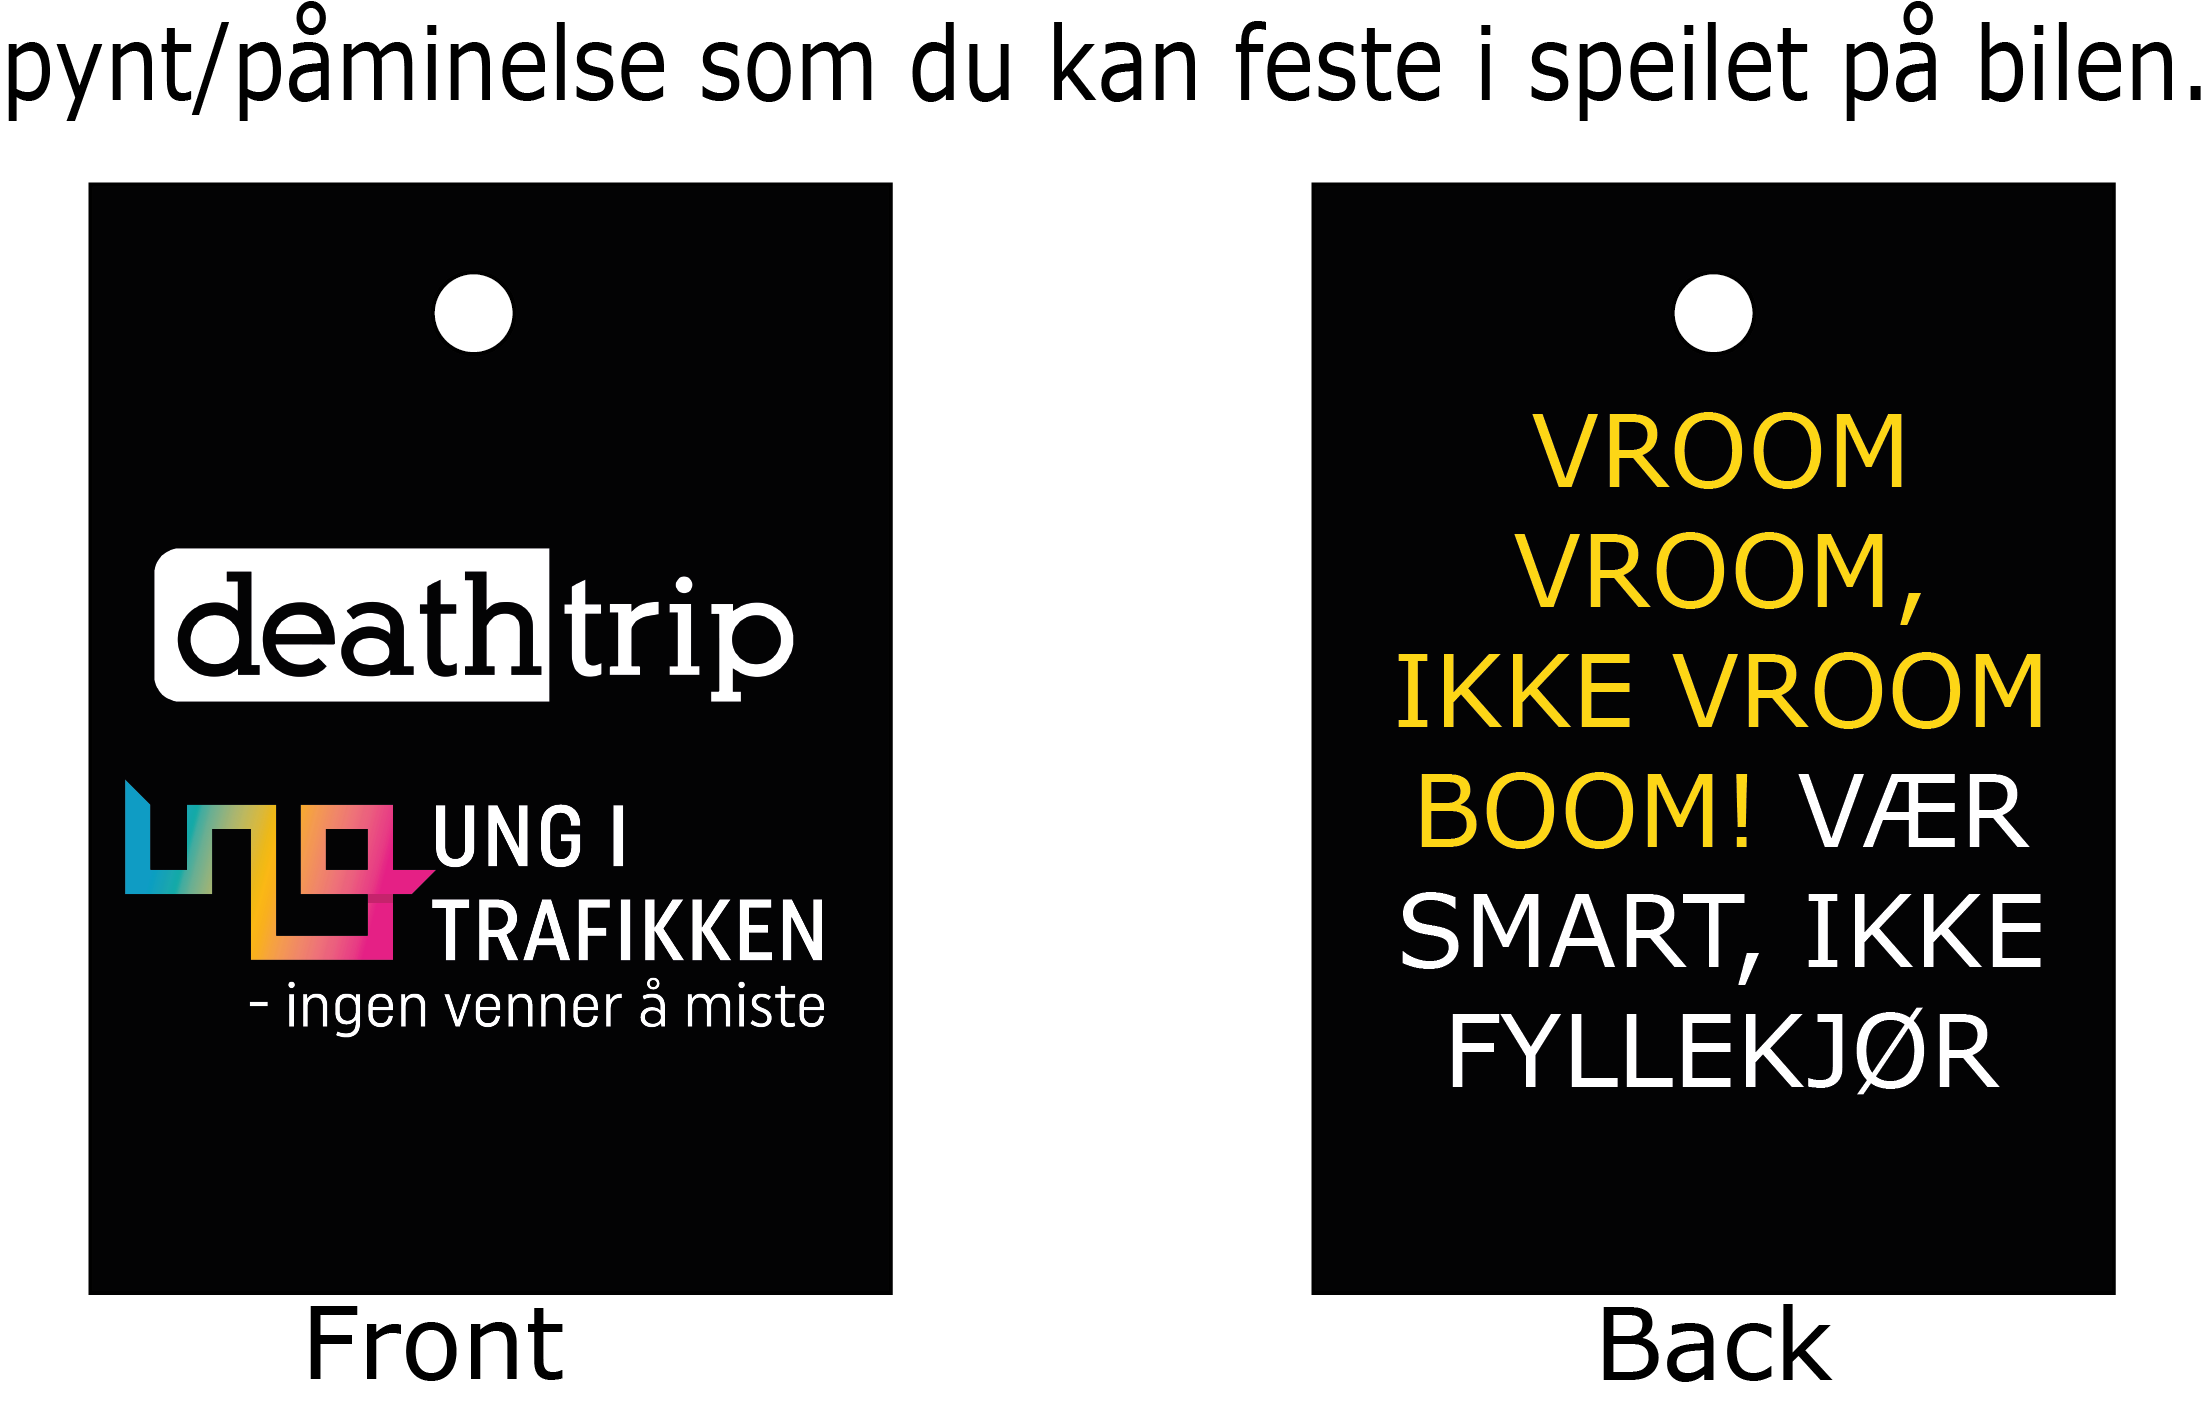 pynt/påminelse som du kan feste i speilet på bilen.
deathtrip
UNG I
TRAFIKKEN
- ingen venner å miste
Front
VROOM
VROOM,
IKKE VROOM
BOOM! VÆR
SMART, IKKE
FYLLEKJØR
Back